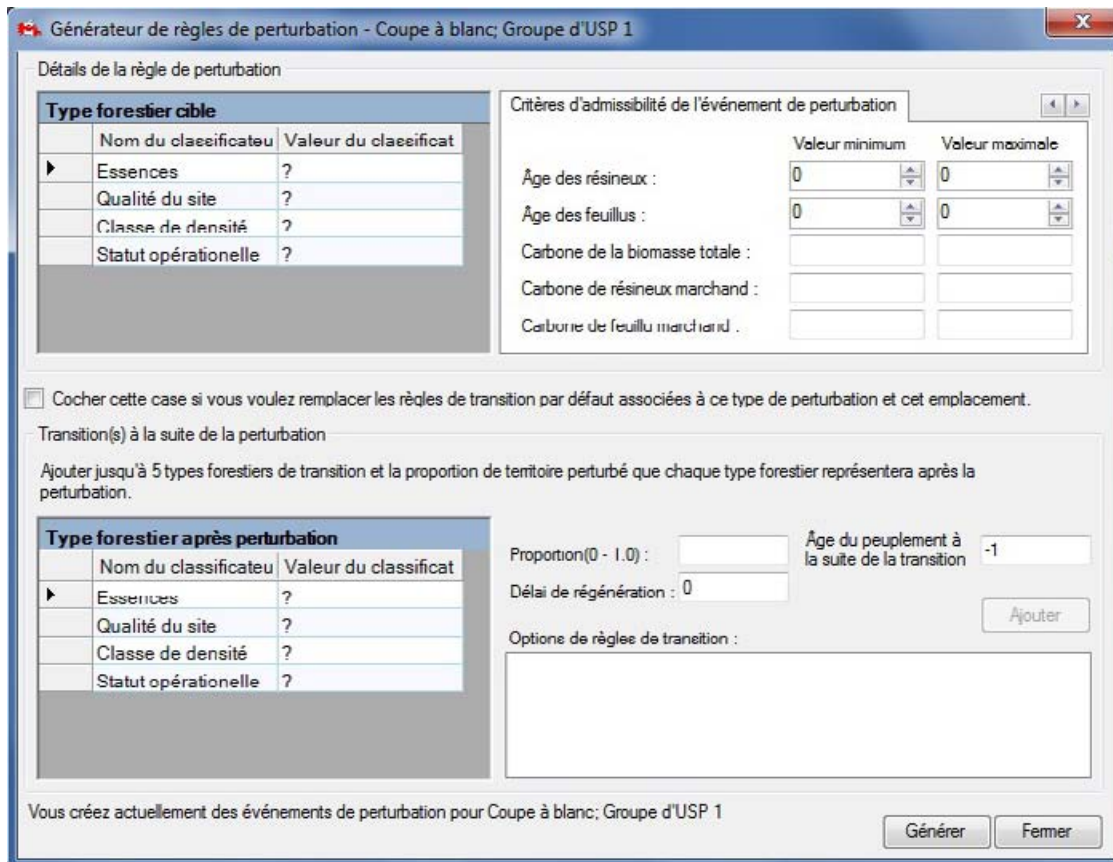 Générateur de règles de perturbation - Coupe à blanc; Groupe d'USP 1
Détails de la règle de perturbation
Type forestier cible
Nom du classificateu Valeur du classificat
Essences ?
Qualité du site ?
Classe de densité ?
Statut opérationelle ?
Critères d'admissibilité de l'événement de perturbation
Valeur minimum Valeur maximale
Âge des résineux : 0 0
Âge des feuillus : 0 0
Carbone de la biomasse totale :
Carbone de résineux marchand :
Carbone de feuillu marchand :
Cocher cette case si vous voulez remplacer les règles de transition par défaut associées à ce type de perturbation et cet emplacement.
Transition(s) à la suite de la perturbation
Ajouter jusqu'à 5 types forestiers de transition et la proportion de territoire perturbé que chaque type forestier représentera après la
perturbation.
Type forestier après perturbation
Nom du classificateu Valeur du classificat
Essences ?
Qualité du site ?
Classe de densité ?
Statut opérationelle ?
Proportion(0 - 1.0) :
Âge du peuplement à
la suite de la transition -1
Délai de régénération : 0
Ajouter
Options de règles de transition :
Vous créez actuellement des événements de perturbation pour Coupe à blanc; Groupe d'USP 1
Générer Fermer